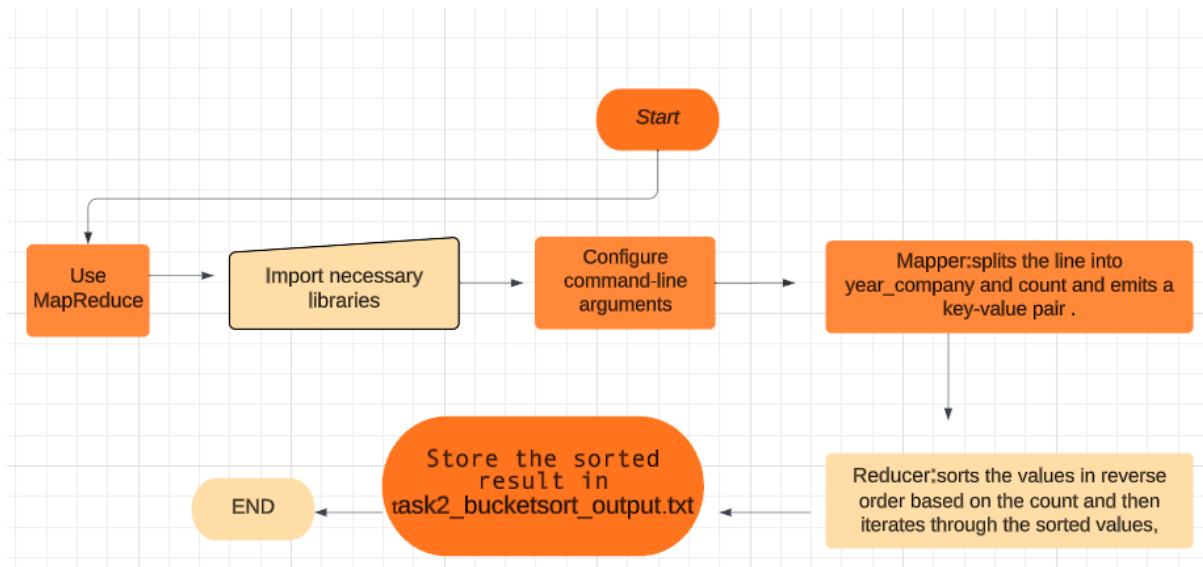 Start
Use
MapReduce
Import necessary
libraries
Configure
command-line
arguments
Mapper:splits the line into
year_company and count and emits a
key-value pair .
Reducer:sorts the values in reverse
order based on the count and then
iterates through the sorted values,
Store the sorted
result in
task2_bucketsort_output.txt
END